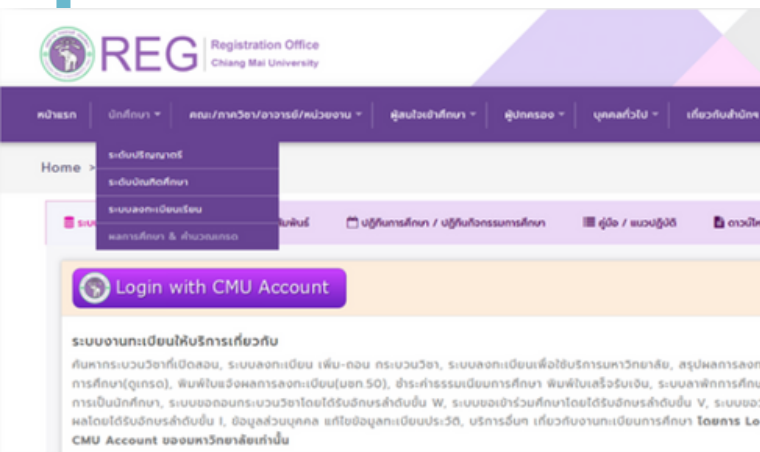 REG Registration Office
Chiang Mai University
หน้าแรก นักศึกษา คณะ/ภาควิชา/อาจารย์/หน่วยงาน ผู้สนใจเข้าศึกษา ผู้ปกครอง บุคคลทั่วไป เกี่ยวกับสำนักฯ
Home >
ระดับปริญญาตรี
ระดับบัณฑิตศึกษา
ระบบลงทะเบียนเรียน
ผลการศึกษา & คำนวณเกรด
ปฏิทินการศึกษา / ปฏิทินกิจกรรมการศึกษา คู่มือ / แนวปฏิบัติ
Login with CMU Account
ระบบงานทะเบียนให้บริการเกี่ยวกับ
ค้นหากระบวนวิชาที่เปิดสอน, ระบบลงทะเบียน เพิ่ม-ถอน กระบวนวิชา, ระบบลงทะเบียนเพื่อใช้บริการมหาวิทยาลัย, สรุปผลการลงท
การศึกษา(ดูเกรด), พิมพ์ใบแจ้งผลการลงทะเบียน(มชท.50), ชำระค่าธรรมเนียมการศึกษา พิมพ์ใบเสร็จรับเงิน, ระบบลาพักการศึกษ
การเป็นนักศึกษา, ระบบขอถอนกระบวนวิชาโดยได้รับอักษรลำดับขั้น W, ระบบขอเข้าร่วมศึกษาโดยได้รับอักษรลำดับขั้น V, ระบบขอว
ผลโดยได้รับอักษรลำดับขั้น I, ข้อมูลส่วนบุคคล แก้ไขข้อมูลทะเบียนประวัติ, บริการอื่นๆ เกี่ยวกับงานทะเบียนการศึกษา โดยการ Lo
CMU Account ของมหาวิทยาลัยเท่านั้น